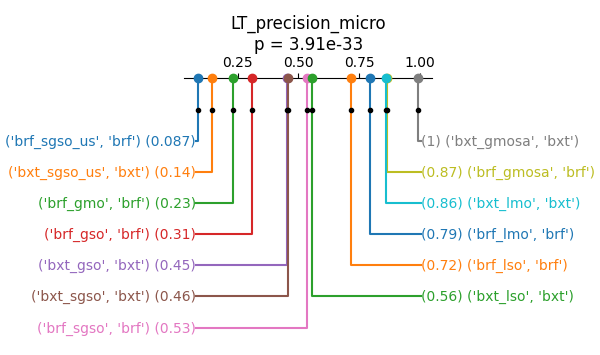 LT_precision_micro
p = 3.91e-33
0.25 0.50 0.75 1.00
('brf_sgso_us', 'brf') (0.087)
(1) ('bxt_gmosa', 'bxt')
('bxt_sgso_us', 'bxt') (0.14)
(0.87) ('brf_gmosa', 'brf')
('brf_gmo', 'brf') (0.23)
(0.86) ('bxt_lmo', 'bxt')
('brf_gso', 'brf') (0.31)
(0.79) ('brf_lmo', 'brf')
('bxt_gso', 'bxt') (0.45)
(0.72) ('brf_lso', 'brf')
('bxt_sgso', 'bxt') (0.46)
(0.56) ('bxt_lso', 'bxt')
('brf_sgso', 'brf') (0.53)